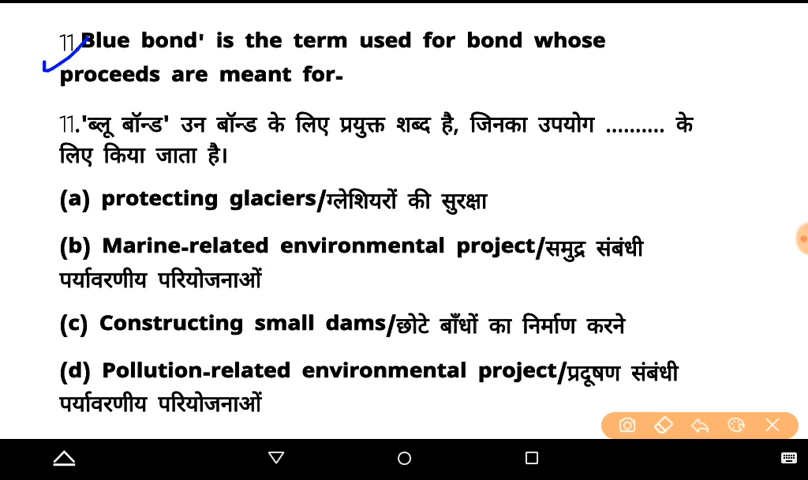 11.Blue bond' is the term used for bond whose
proceeds are meant for-
11.'ब्लू बॉन्ड' उन बॉन्ड के लिए प्रयुक्त शब्द है, जिनका उपयोग .......... के
लिए किया जाता है।
(a) protecting glaciers/ग्लेशियरों की सुरक्षा
(b) Marine-related environmental project/समुद्र संबंधी
पर्यावरणीय परियोजनाओं
(c) Constructing small dams/छोटे बाँधों का निर्माण करने
(d) Pollution-related environmental project/प्रदूषण संबंधी
पर्यावरणीय परियोजनाओं